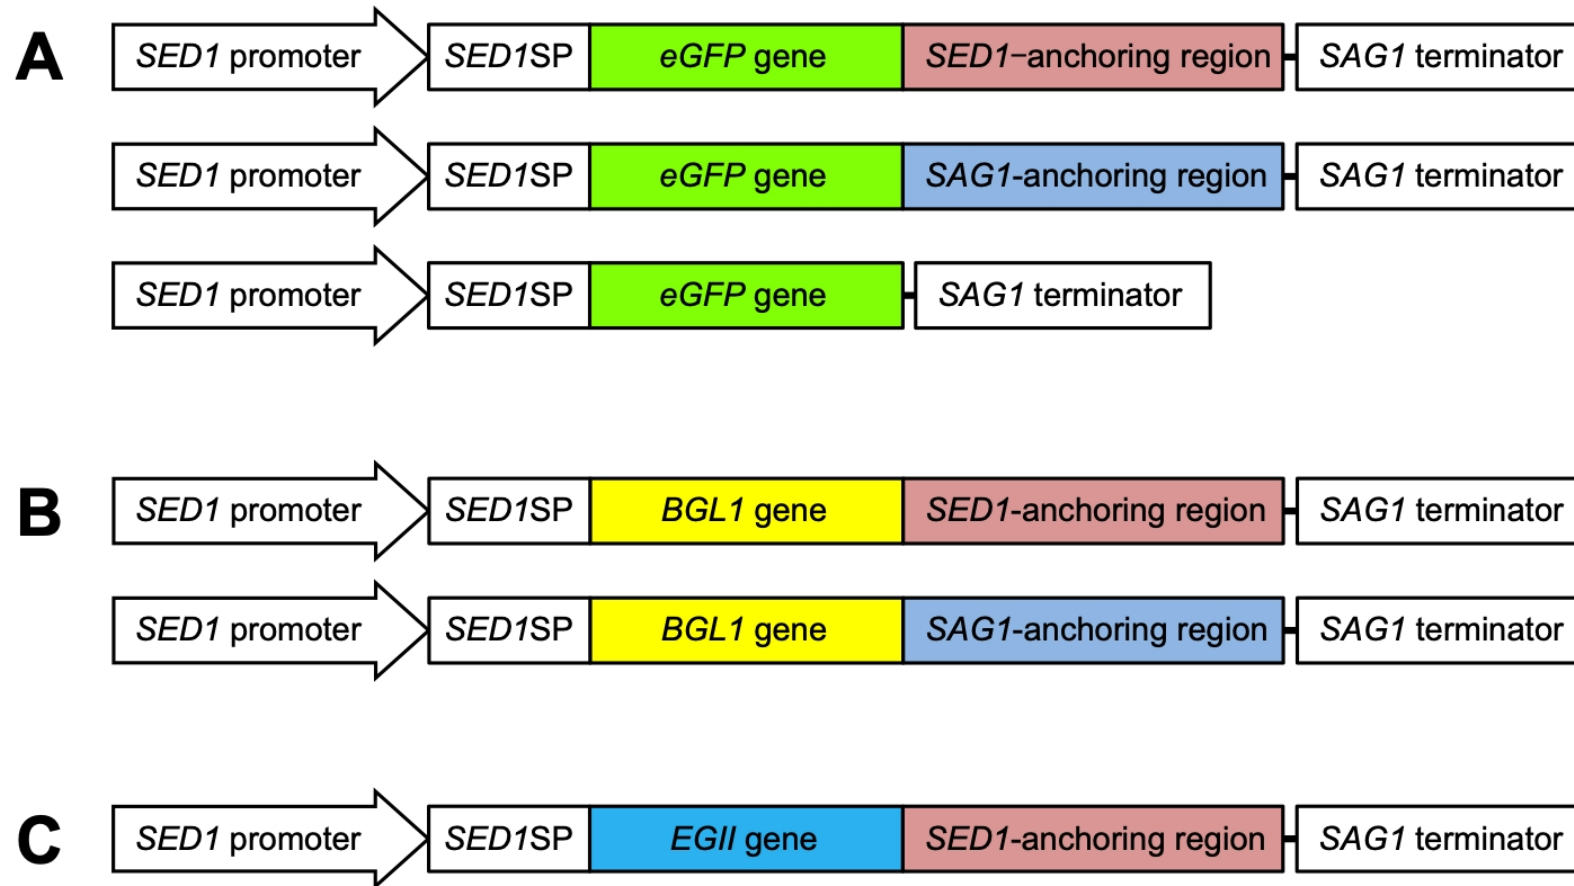 A
SED1 promoter SED1SP eGFP gene SED1–anchoring region SAG1 terminator
SED1 promoter SED1SP eGFP gene SAG1-anchoring region SAG1 terminator
SED1 promoter SED1SP eGFP gene SAG1 terminator
B
SED1 promoter SED1SP BGL1 gene SED1-anchoring region SAG1 terminator
SED1 promoter SED1SP BGL1 gene SAG1-anchoring region SAG1 terminator
C
SED1 promoter SED1SP EGII gene SED1-anchoring region SAG1 terminator